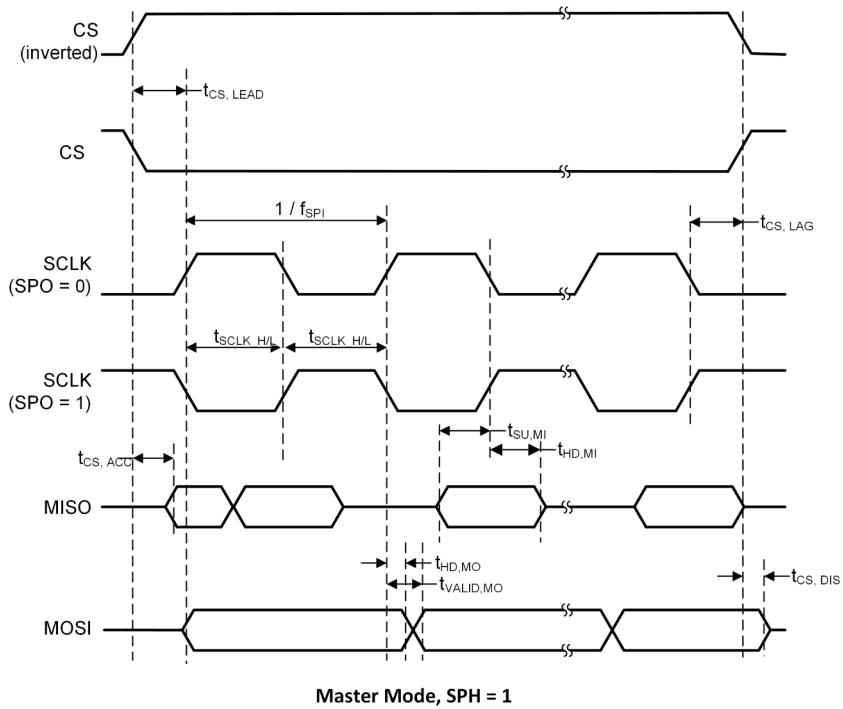 CS
(inverted)
tCS, LEAD
CS
1 / fSPI
tCS, LAG
SCLK
(SPO = 0)
tSCLK_H/L
tSCLK_H/L
SCLK
(SPO = 1)
tSU,MI
tHD,MI
tCS, ACC
MISO
tHD,MO
tVALID,MO
tCS, DIS
MOSI
Master Mode, SPH = 1